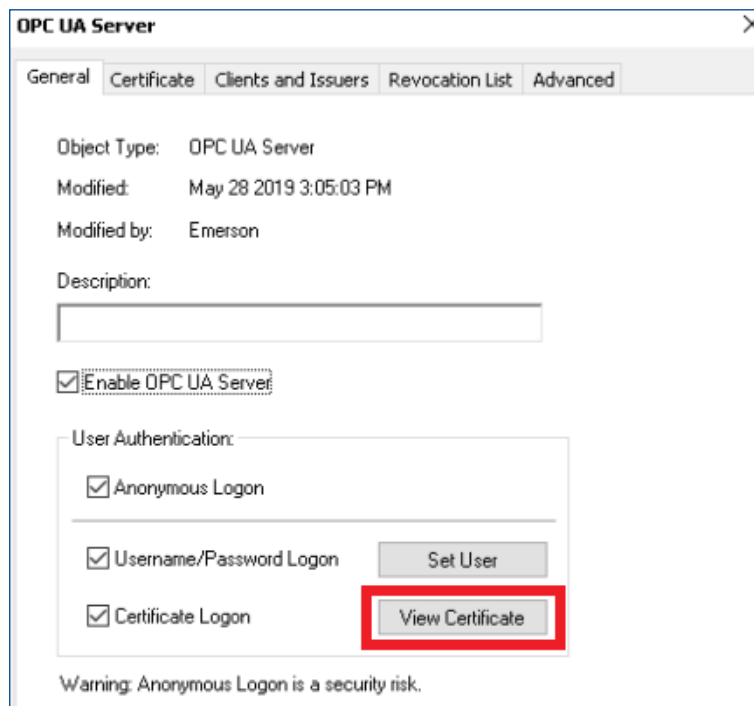 OPC UA Server
General Certificate Clients and Issuers Revocation List Advanced
Object Type: OPC UA Server
Modified: May 28 2019 3:05:03 PM
Modified by: Emerson
Description:
Enable OPC UA Server
User Authentication:
Anonymous Logon
Username/Password Logon Set User
Certificate Logon View Certificate
Warning: Anonymous Logon is a security risk.